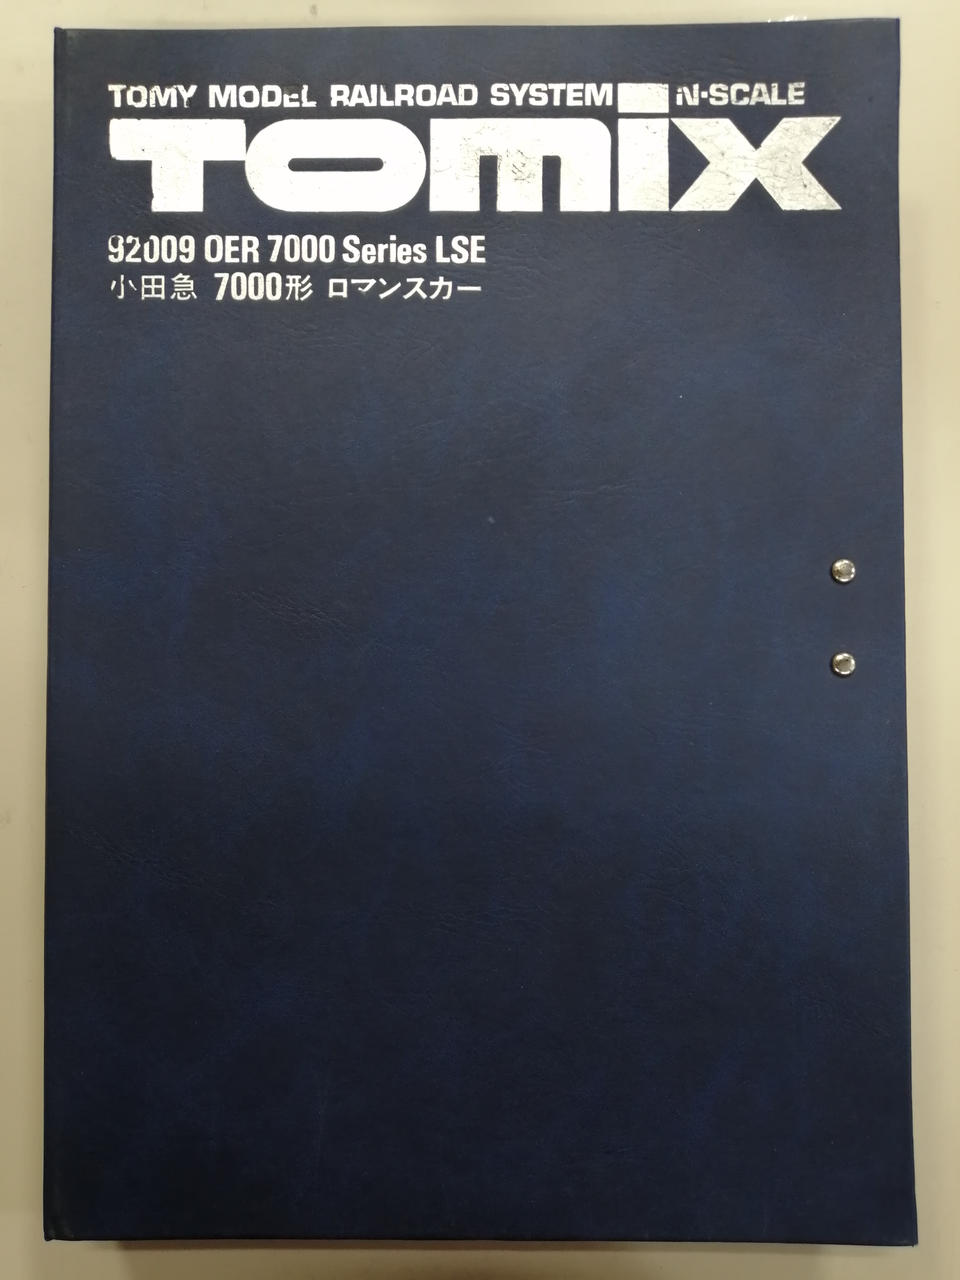 TOMY MODEL RAILROAD SYSTEM N-SCALE
TOMIX
92009 OER 7000 Series LSE
小田急 7000形 ロマンスカー